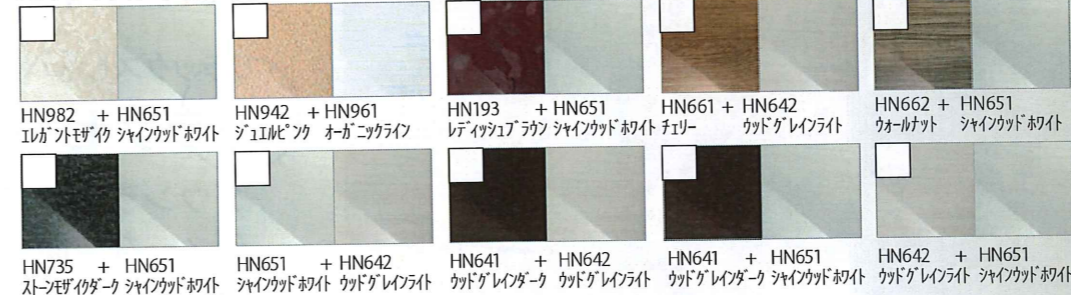 HN982 + HN651
ｴﾚｶﾞﾝﾄﾓｻﾞｲｸ ｼｬｲﾝｳｯﾄﾞﾎﾜｲﾄ
HN942 + HN961
ｼﾞｭｴﾙﾋﾟﾝｸ ｵｰｶﾞﾆｯｸﾗｲﾝ
HN193 + HN651
ﾚﾃﾞｨｯｼｭﾌﾞﾗｳﾝ ｼｬｲﾝｳｯﾄﾞﾎﾜｲﾄ
HN661 + HN642
ﾁｪﾘｰ ｳｯﾄﾞｸﾞﾚｲﾝﾗｲﾄ
HN662 + HN651
ｳｫｰﾙﾅｯﾄ ｼｬｲﾝｳｯﾄﾞﾎﾜｲﾄ
HN735 + HN651
ｽﾄｰﾝﾓｻﾞｲｸﾀﾞｰｸ ｼｬｲﾝｳｯﾄﾞﾎﾜｲﾄ
HN651 + HN642
ｼｬｲﾝｳｯﾄﾞﾎﾜｲﾄ ｳｯﾄﾞｸﾞﾚｲﾝﾗｲﾄ
HN641 + HN642
ｳｯﾄﾞｸﾞﾚｲﾝﾀﾞｰｸ ｳｯﾄﾞｸﾞﾚｲﾝﾗｲﾄ
HN641 + HN651
ｳｯﾄﾞｸﾞﾚｲﾝﾀﾞｰｸ ｼｬｲﾝｳｯﾄﾞﾎﾜｲﾄ
HN642 + HN651
ｳｯﾄﾞｸﾞﾚｲﾝﾗｲﾄ ｼｬｲﾝｳｯﾄﾞﾎﾜｲﾄ